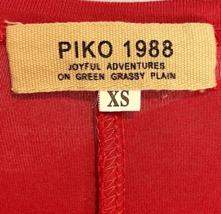 PIKO 1988
JOYFUL ADVENTURES
ON GREEN GRASSY PLAIN
XS